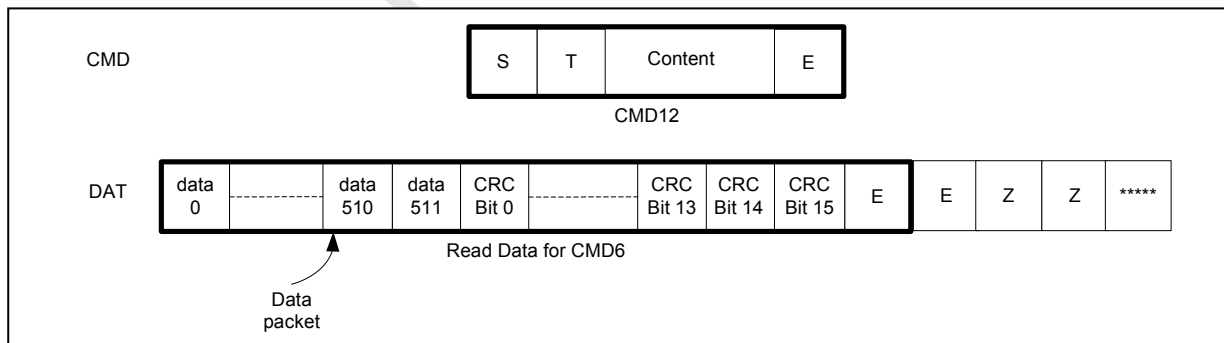 CMD
S T Content E
CMD12
DAT
data 0 data 510 data 511 CRC Bit 0 CRC Bit 13 CRC Bit 14 CRC Bit 15 E E Z Z *****
Read Data for CMD6
Data
packet